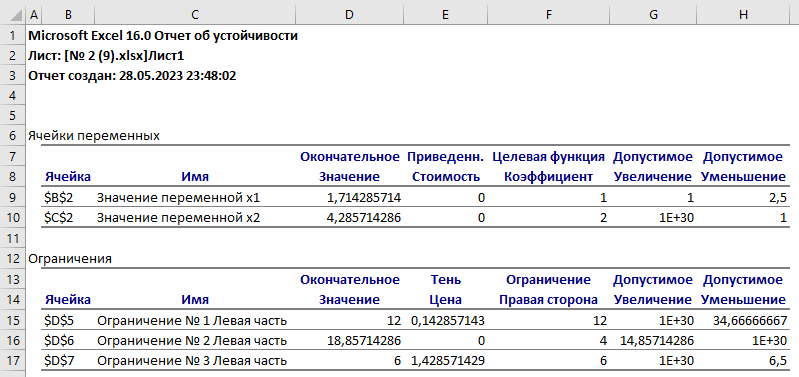 A B C D E F G H
1 Microsoft Excel 16.0 Отчет об устойчивости
2 Лист: [№ 2 (9).xlsx]Лист1
3 Отчет создан: 28.05.2023 23:48:02
4
5
6 Ячейки переменных
7 Окончательное Приведенн. Целевая функция Допустимое Допустимое
8 Ячейка Имя Значение Стоимость Коэффициент Увеличение Уменьшение
9 $B$2 Значение переменной x1 1,714285714 0 1 1 2,5
10 $C$2 Значение переменной x2 4,285714286 0 2 1E+30 1
11
12 Ограничения
13 Окончательное Тень Ограничение Допустимое Допустимое
14 Ячейка Имя Значение Цена Правая сторона Увеличение Уменьшение
15 $D$5 Ограничение № 1 Левая часть 12 0,142857143 12 1E+30 34,66666667
16 $D$6 Ограничение № 2 Левая часть 18,85714286 0 4 14,85714286 1E+30
17 $D$7 Ограничение № 3 Левая часть 6 1,428571429 6 1E+30 6,5